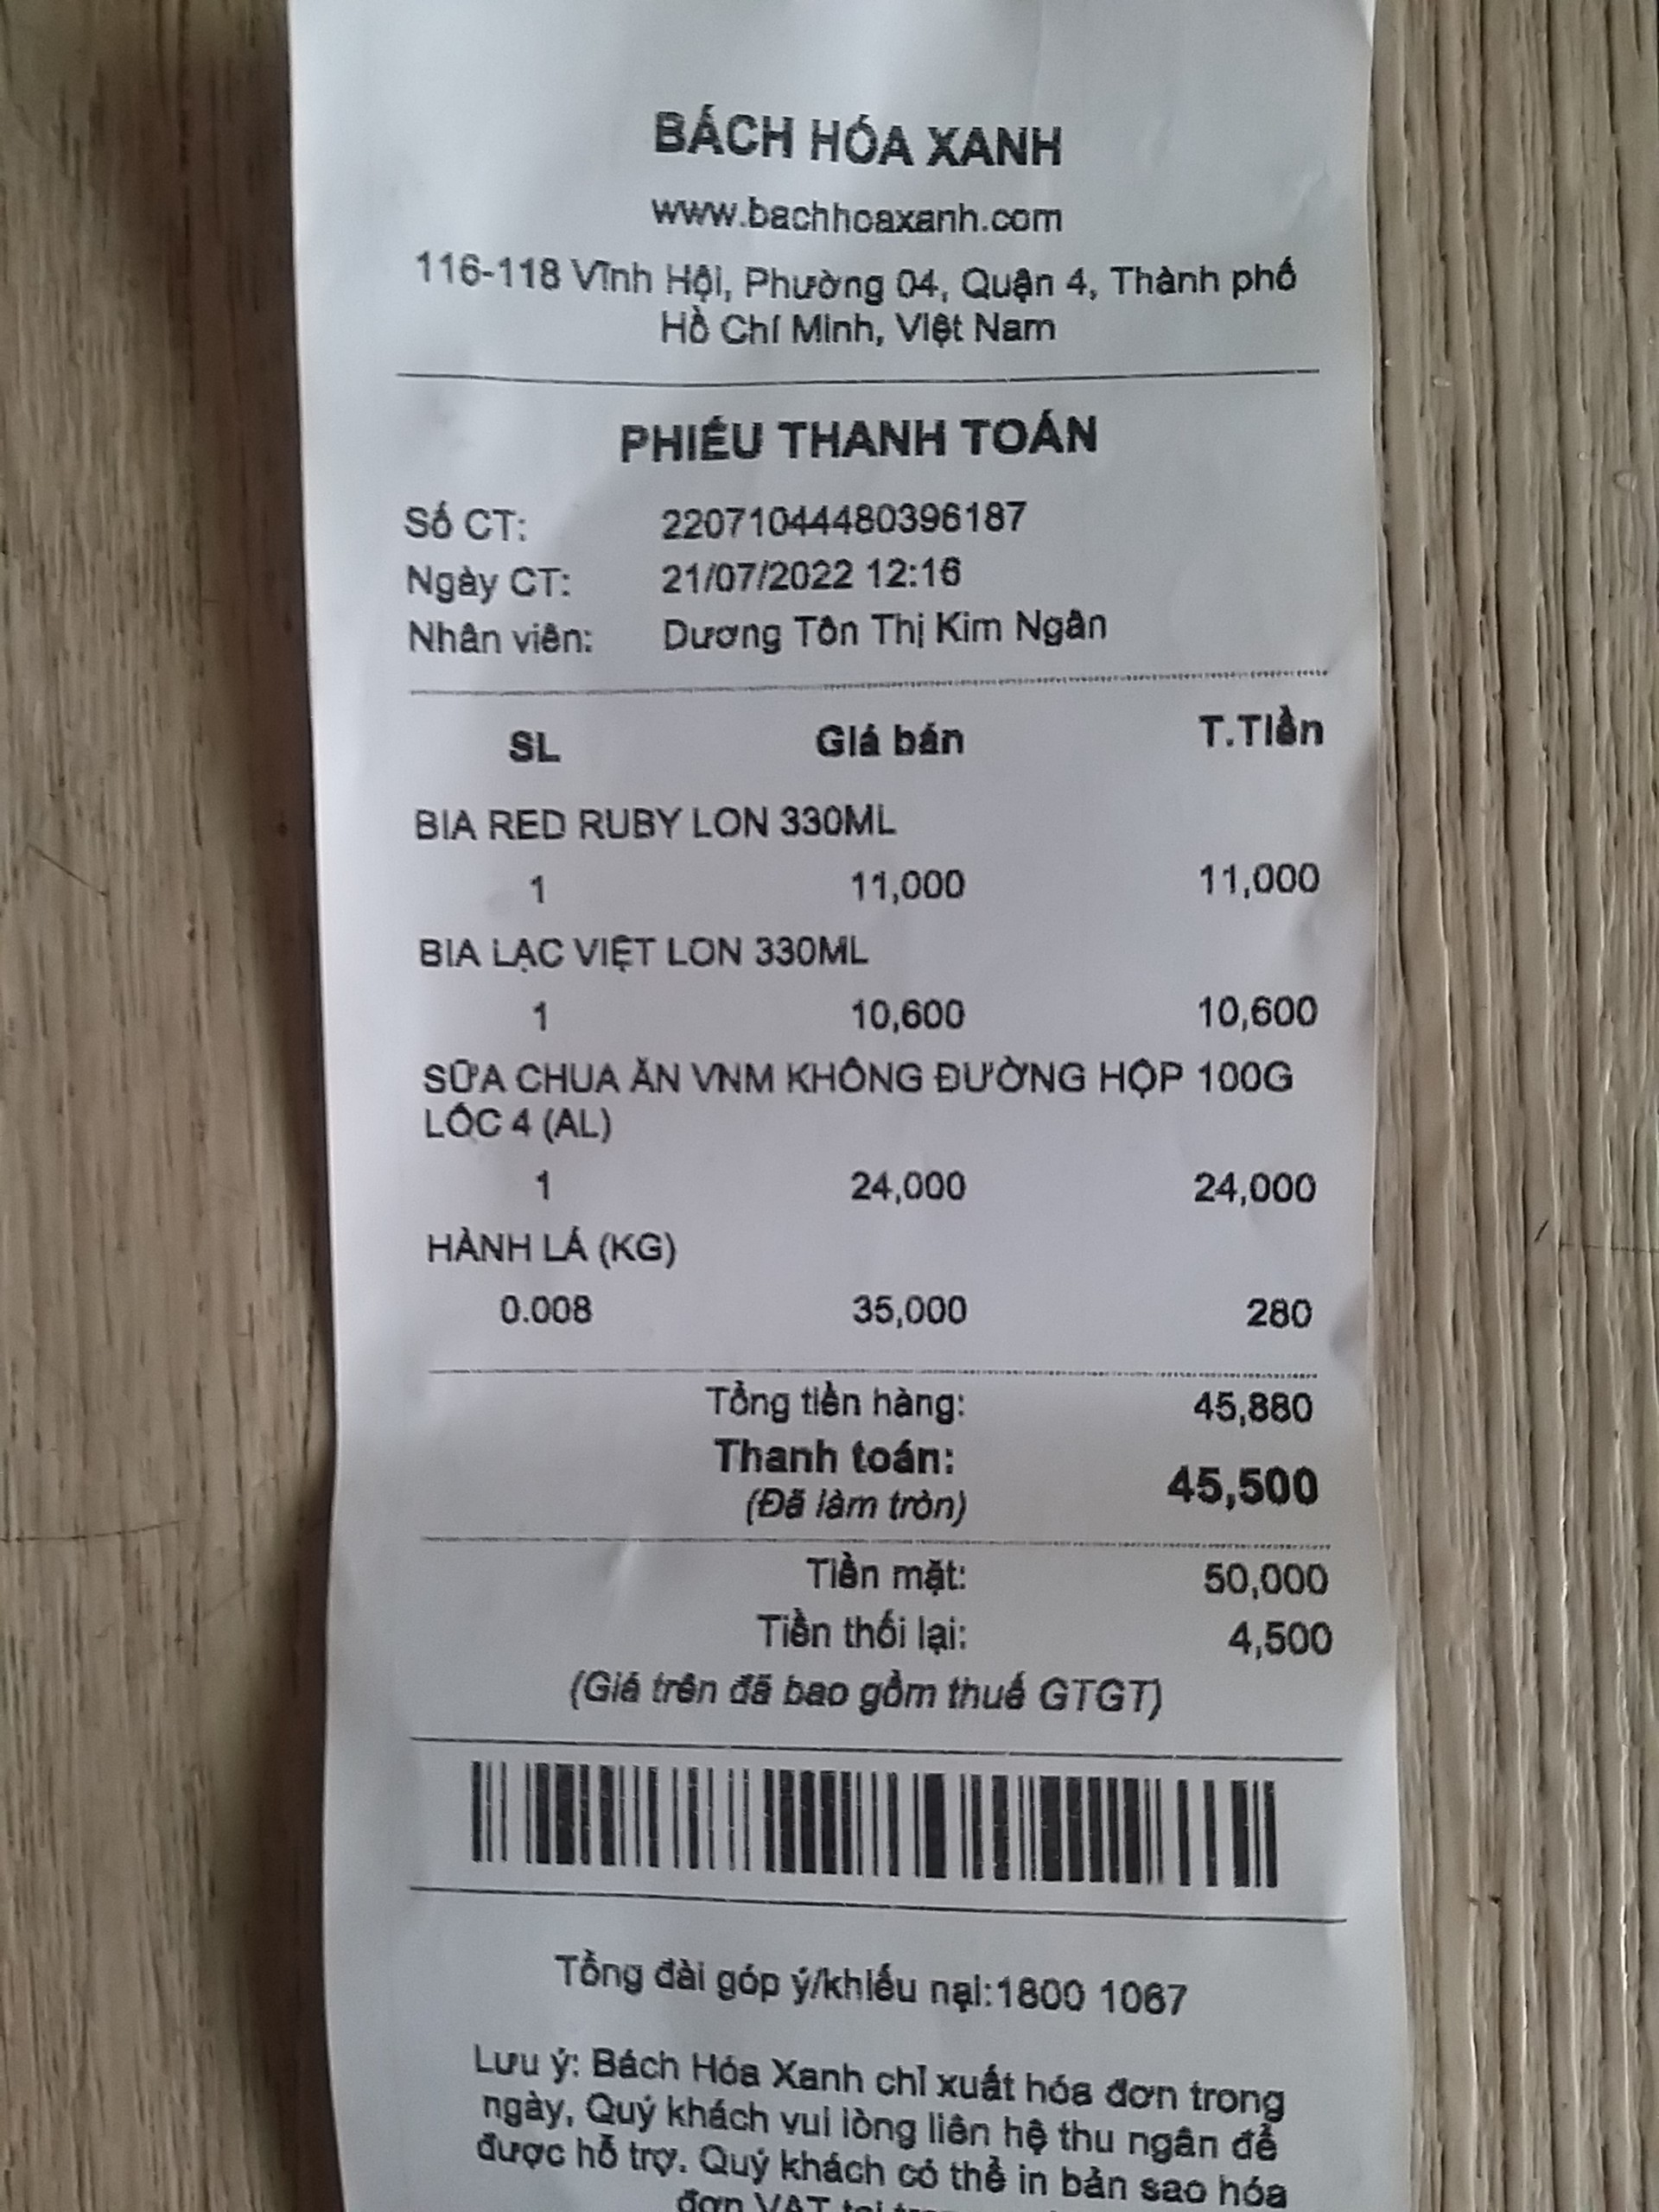 BÁCH HÓA XANH
www.bachhoaxanh.com
116-118 Vĩnh Hội, Phường 04, Quận 4, Thành phố
Hồ Chí Minh, Việt Nam
PHIẾU THANH TOÁN
Số CT: 22071044480396187
Ngày CT: 21/07/2022 12:16
Nhân viên: Dương Tôn Thị Kim Ngân
SL Giá bán T.Tiền
BIA RED RUBY LON 330ML
1 11,000 11,000
BIA LẠC VIỆT LON 330ML
1 10,600 10,600
SỮA CHUA ĂN VNM KHÔNG ĐƯỜNG HỘP 100G
LỐC 4 (AL)
1 24,000 24,000
HÀNH LÁ (KG)
0.008 35,000 280
Tổng tiền hàng: 45,880
Thanh toán: 45,500
(Đã làm tròn)
Tiền mặt: 50,000
Tiền thối lại: 4,500
(Giá trên đã bao gồm thuế GTGT)
Tổng đài góp ý/khiếu nại:1800 1067
Lưu ý: Bách Hóa Xanh chỉ xuất hóa đơn trong
ngày, Quý khách vui lòng liên hệ thu ngân để
được hỗ trợ. Quý khách có thể in bản sao hóa
đơn VAT tại